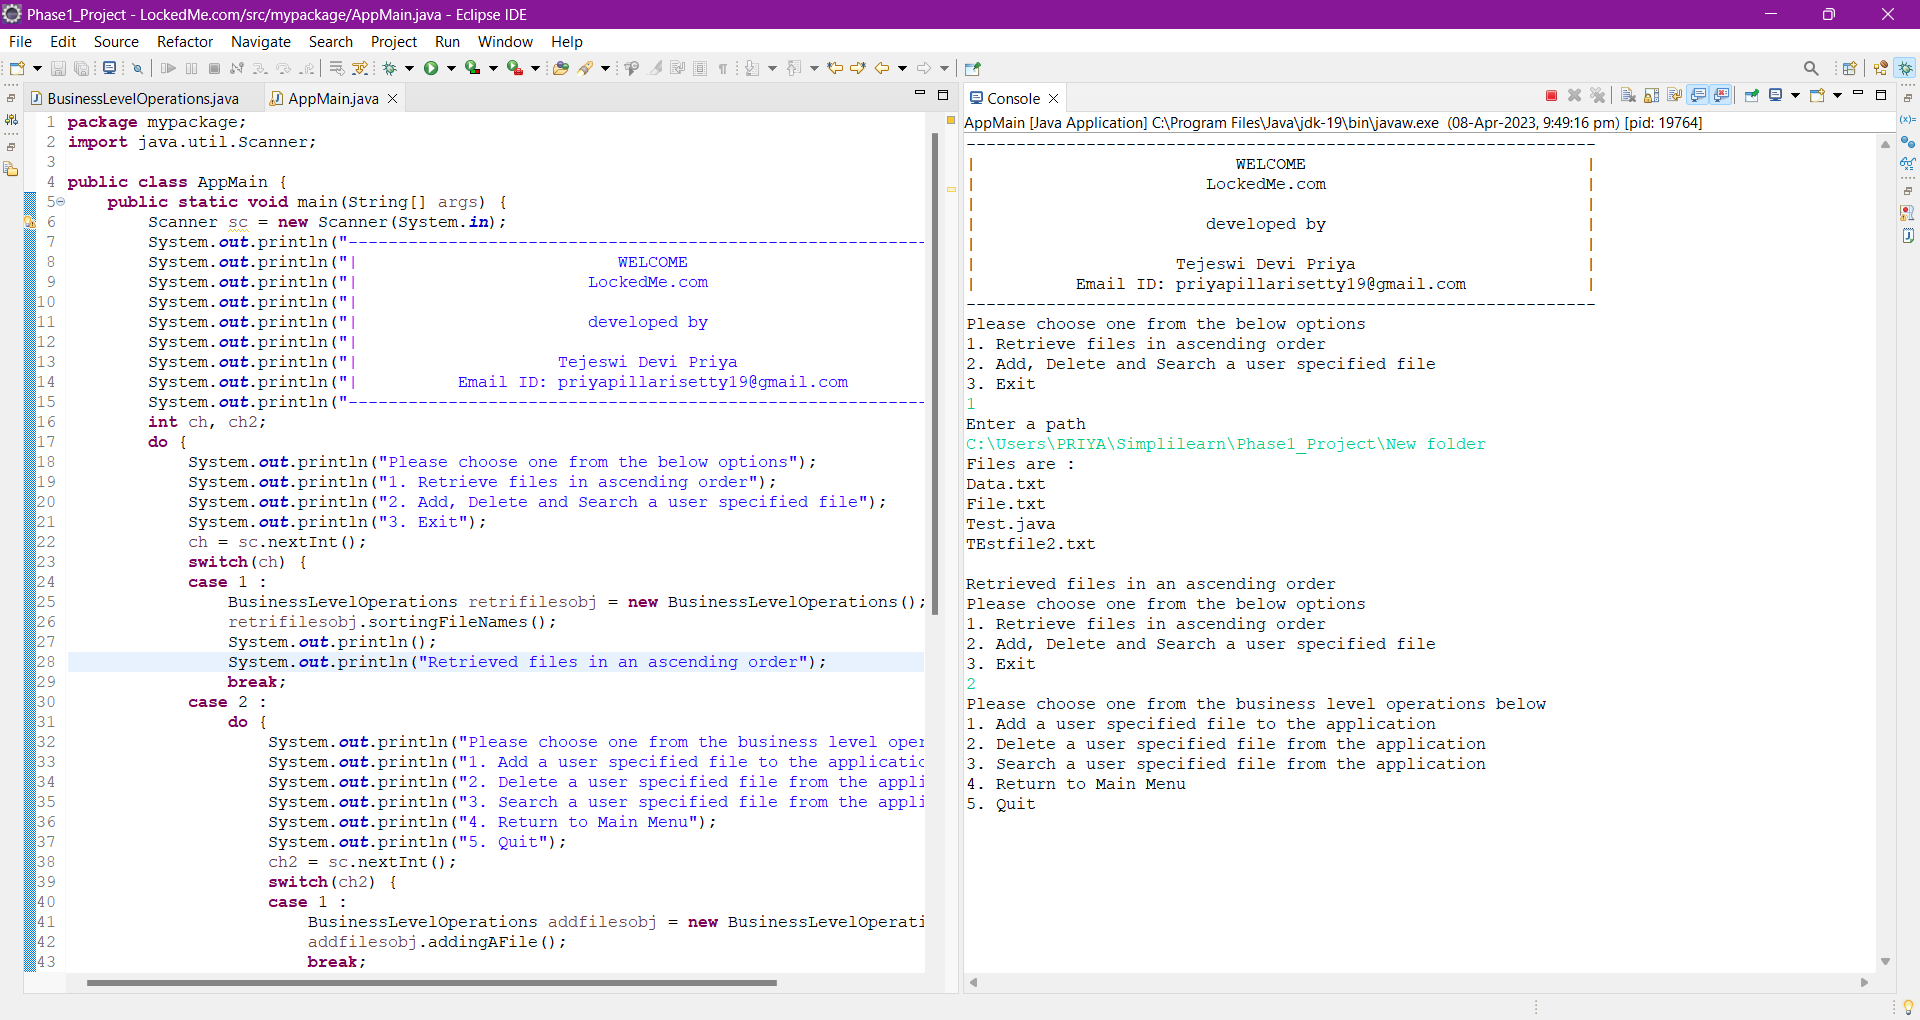 Phase1_Project - LockedMe.com/src/mypackage/AppMain.java - Eclipse IDE
File Edit Source Refactor Navigate Search Project Run Window Help
BusinessLevelOperations.java AppMain.java
1 package mypackage;
2 import java.util.Scanner;
3
4 public class AppMain {
5 public static void main(String[] args) {
6 Scanner sc = new Scanner(System.in);
7 System.out.println("----------------------------------------------------------
8 System.out.println("| WELCOME
9 System.out.println("| LockedMe.com
10 System.out.println("|
11 System.out.println("| developed by
12 System.out.println("|
13 System.out.println("| Tejeswi Devi Priya
14 System.out.println("| Email ID: priyapillarisetty19@gmail.com
15 System.out.println("----------------------------------------------------------
16 int ch, ch2;
17 do {
18 System.out.println("Please choose one from the below options");
19 System.out.println("1. Retrieve files in ascending order");
20 System.out.println("2. Add, Delete and Search a user specified file");
21 System.out.println("3. Exit");
22 ch = sc.nextInt();
23 switch(ch) {
24 case 1 :
25 BusinessLevelOperations retrifilesobj = new BusinessLevelOperations();
26 retrifilesobj.sortingFileNames();
27 System.out.println();
28 System.out.println("Retrieved files in an ascending order");
29 break;
30 case 2 :
31 do {
32 System.out.println("Please choose one from the business level oper
33 System.out.println("1. Add a user specified file to the applicatic
34 System.out.println("2. Delete a user specified file from the appli
35 System.out.println("3. Search a user specified file from the appli
36 System.out.println("4. Return to Main Menu");
37 System.out.println("5. Quit");
38 ch2 = sc.nextInt();
39 switch(ch2) {
40 case 1 :
41 BusinessLevelOperations addfilesobj = new BusinessLevelOperati
42 addfilesobj.addingAFile();
43 break;
Console
AppMain [Java Application] C:\Program Files\Java\jdk-19\bin\javaw.exe (08-Apr-2023, 9:49:16 pm) [pid: 19764]
---------------------------------------------------------------
| WELCOME |
| LockedMe.com |
| |
| developed by |
| |
| Tejeswi Devi Priya |
| Email ID: priyapillarisetty19@gmail.com |
---------------------------------------------------------------
Please choose one from the below options
1. Retrieve files in ascending order
2. Add, Delete and Search a user specified file
3. Exit
1
Enter a path
C:\Users\PRIYA\Simplilearn\Phase1_Project\New folder
Files are :
Data.txt
File.txt
Test.java
TEstfile2.txt
Retrieved files in an ascending order
Please choose one from the below options
1. Retrieve files in ascending order
2. Add, Delete and Search a user specified file
3. Exit
2
Please choose one from the business level operations below
1. Add a user specified file to the application
2. Delete a user specified file from the application
3. Search a user specified file from the application
4. Return to Main Menu
5. Quit